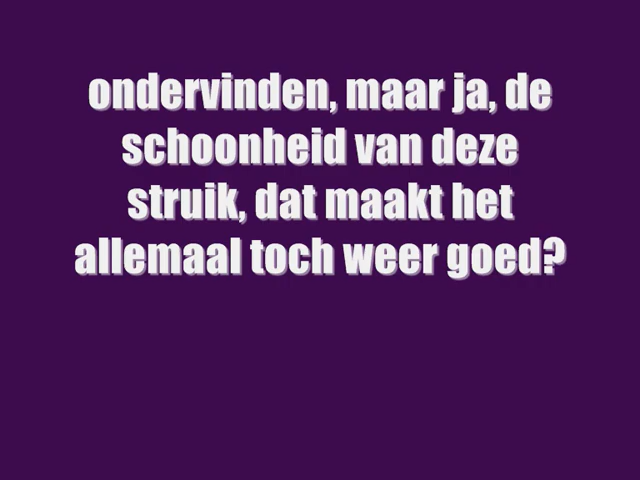 ondervinden, maar ja, de
schoonheid van deze
struik, dat maakt het
allemaal toch weer goed?